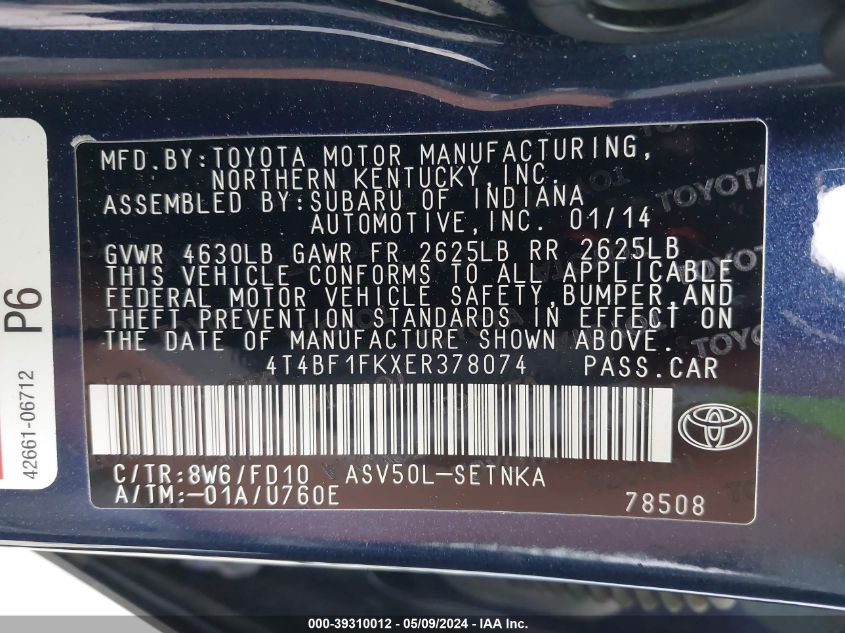 MFD.BY:TOYOTA MOTOR MANUFACTURING,
NORTHERN KENTUCKY,INC.
ASSEMBLED BY:SUBARU OF INDIANA
AUTOMOTIVE,INC. 01/14
GVWR 4630LB GAWR FR 2625LB RR 2625LB
THIS VEHICLE CONFORMS TO ALL APPLICABLE
FEDERAL MOTOR VEHICLE SAFETY,BUMPER,AND
THEFT PREVENTION STANDARDS IN EFFECT ON
THE DATE OF MANUFACTURE SHOWN ABOVE.
4T4BF1FKXER378074 PASS.CAR
TOYOTA
C/TR:8W6/FD10 ASV50L-SETNKA
A/TM:-01A/U760E
78508
P6
42661-06712
000-39310012 - 05/09/2024 - IAAI.COM